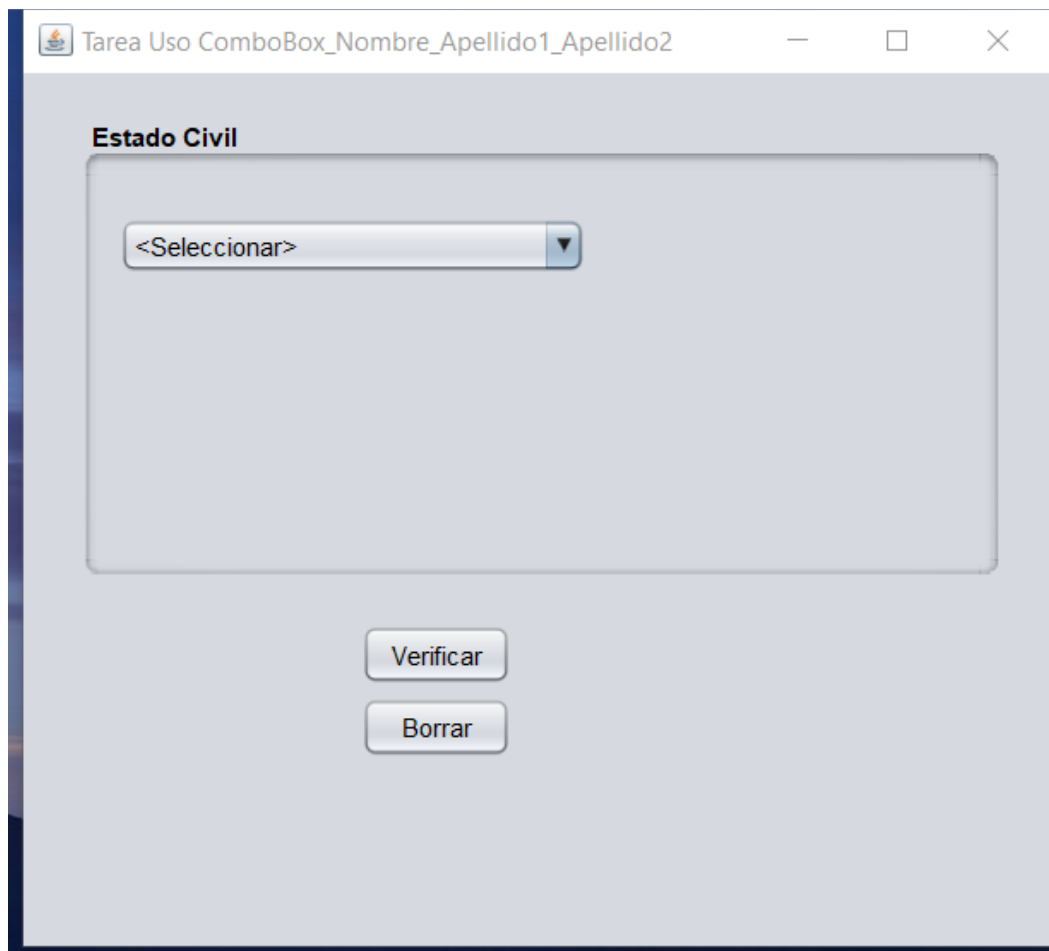 Tarea Uso ComboBox_Nombre_Apellido1_Apellido2
Estado Civil
<Seleccionar>
Verificar
Borrar